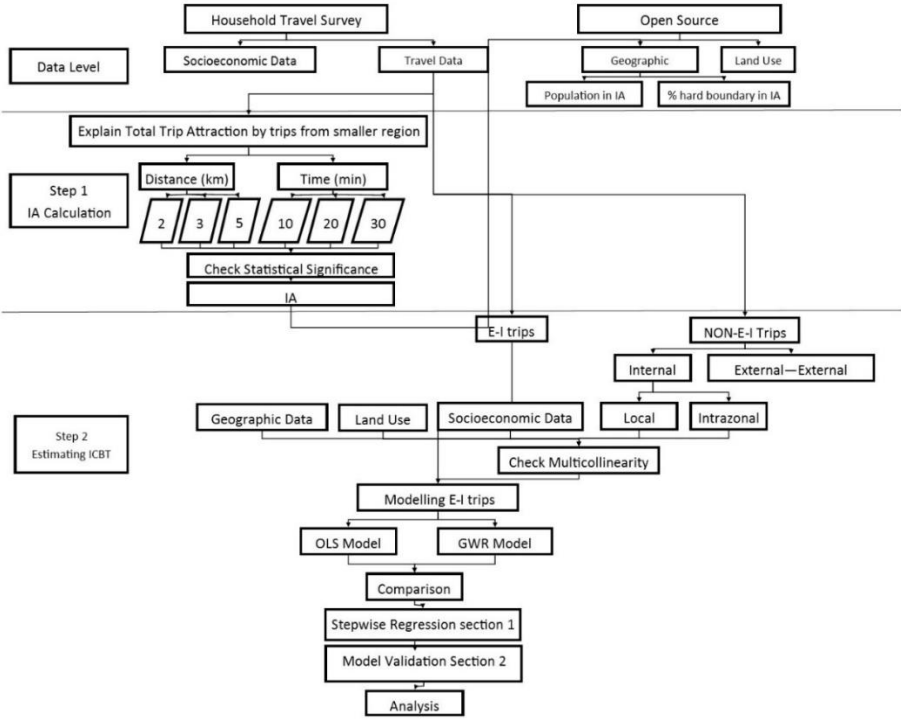 Household Travel Survey
Open Source
Data Level
Socioeconomic Data
Travel Data
Geographic
Land Use
Population in IA
% hard boundary in IA
Explain Total Trip Attraction by trips from smaller region
Step 1
IA Calculation
Distance (km)
Time (min)
2
3
5
10
20
30
Check Statistical Significance
IA
E-I trips
NON-E-I Trips
Internal
External—External
Step 2
Estimating ICBT
Geographic Data
Land Use
Socioeconomic Data
Local
Intrazonal
Check Multicollinearity
Modelling E-I trips
OLS Model
GWR Model
Comparison
Stepwise Regression section 1
Model Validation Section 2
Analysis